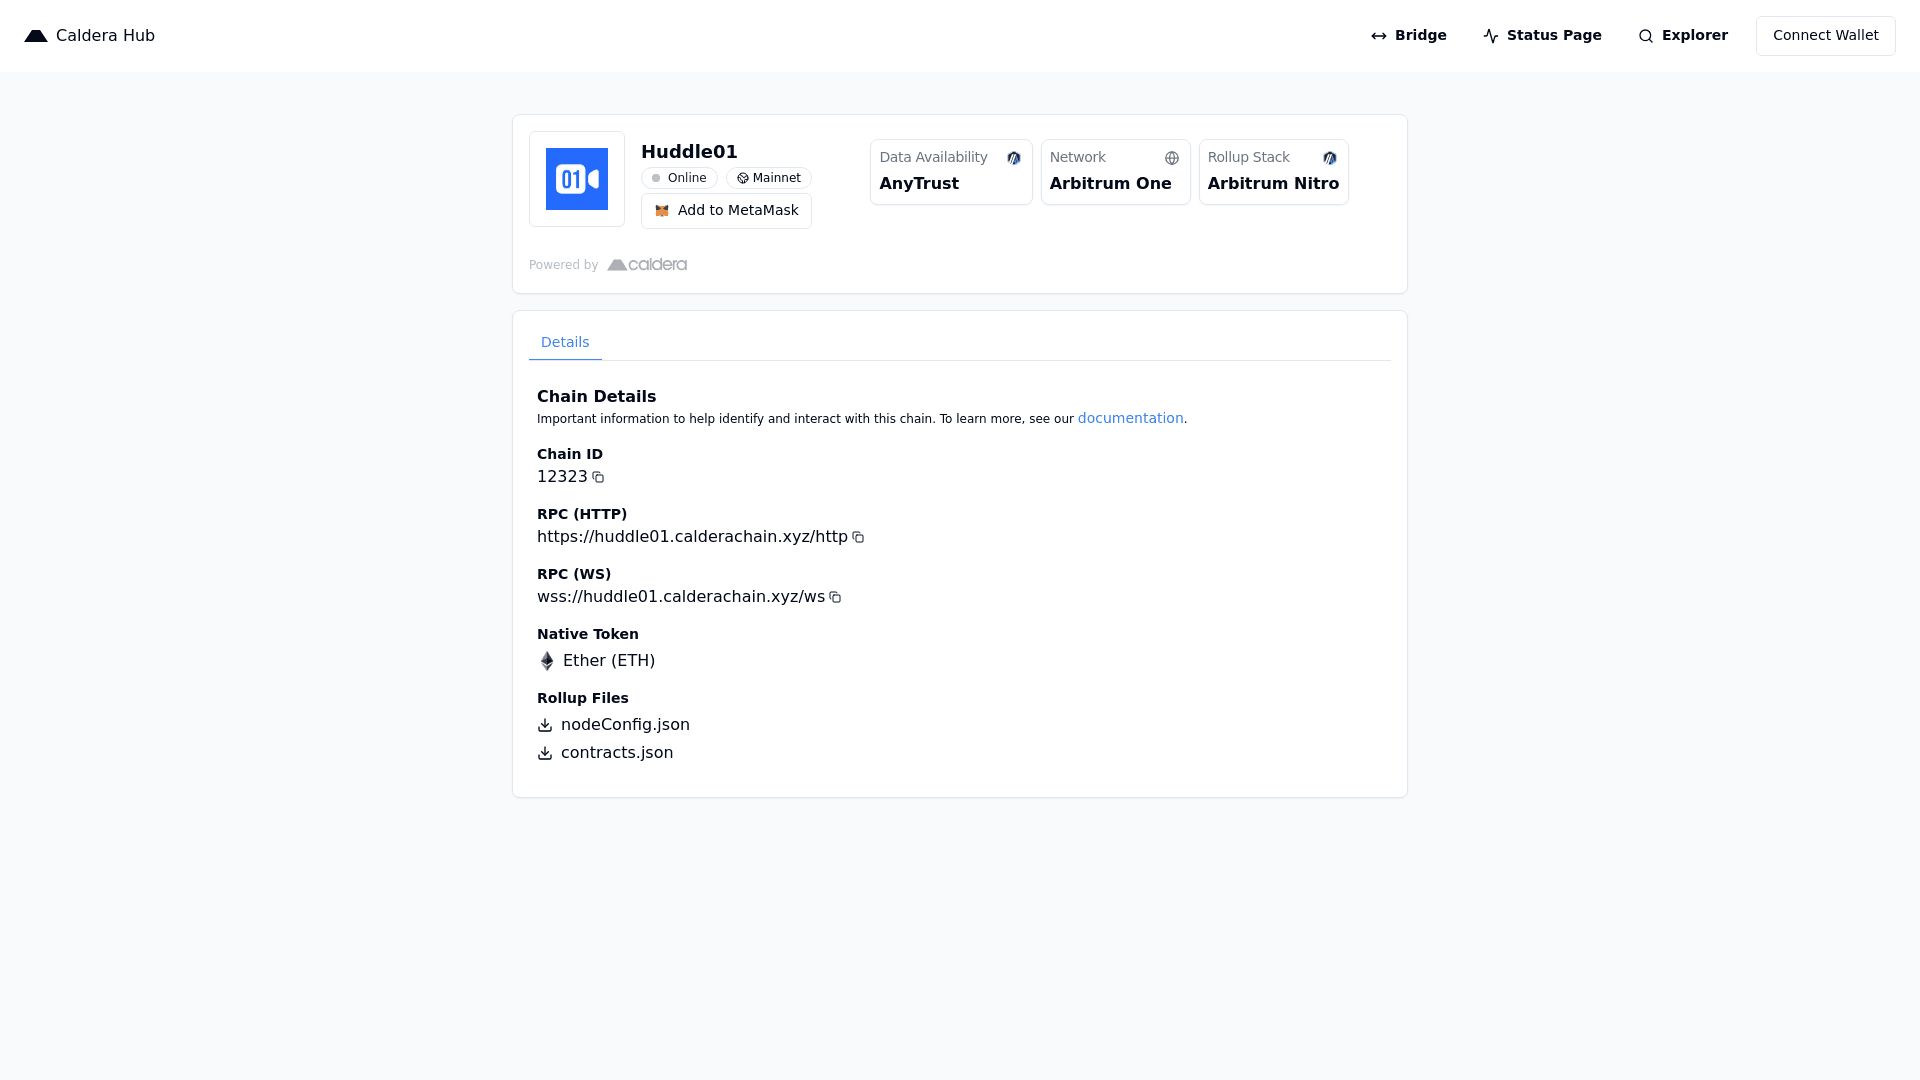 Caldera Hub
Bridge
Status Page
Explorer
Connect Wallet
01
Huddle01
Online
Mainnet
Add to MetaMask
Data Availability
AnyTrust
Network
Arbitrum One
Rollup Stack
Arbitrum Nitro
Powered by caldera
Details
Chain Details
Important information to help identify and interact with this chain. To learn more, see our documentation.
Chain ID
12323
RPC (HTTP)
https://huddle01.calderachain.xyz/http
RPC (WS)
wss://huddle01.calderachain.xyz/ws
Native Token
Ether (ETH)
Rollup Files
nodeConfig.json
contracts.json